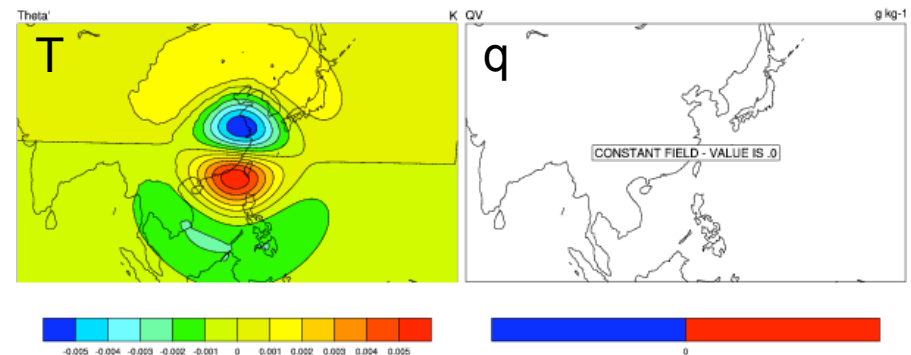 Theta'
K
QV
g kg-1
T
q
CONSTANT FIELD - VALUE IS .0
-0.005 -0.004 -0.003 -0.002 -0.001 0 0.001 0.002 0.003 0.004 0.005
0